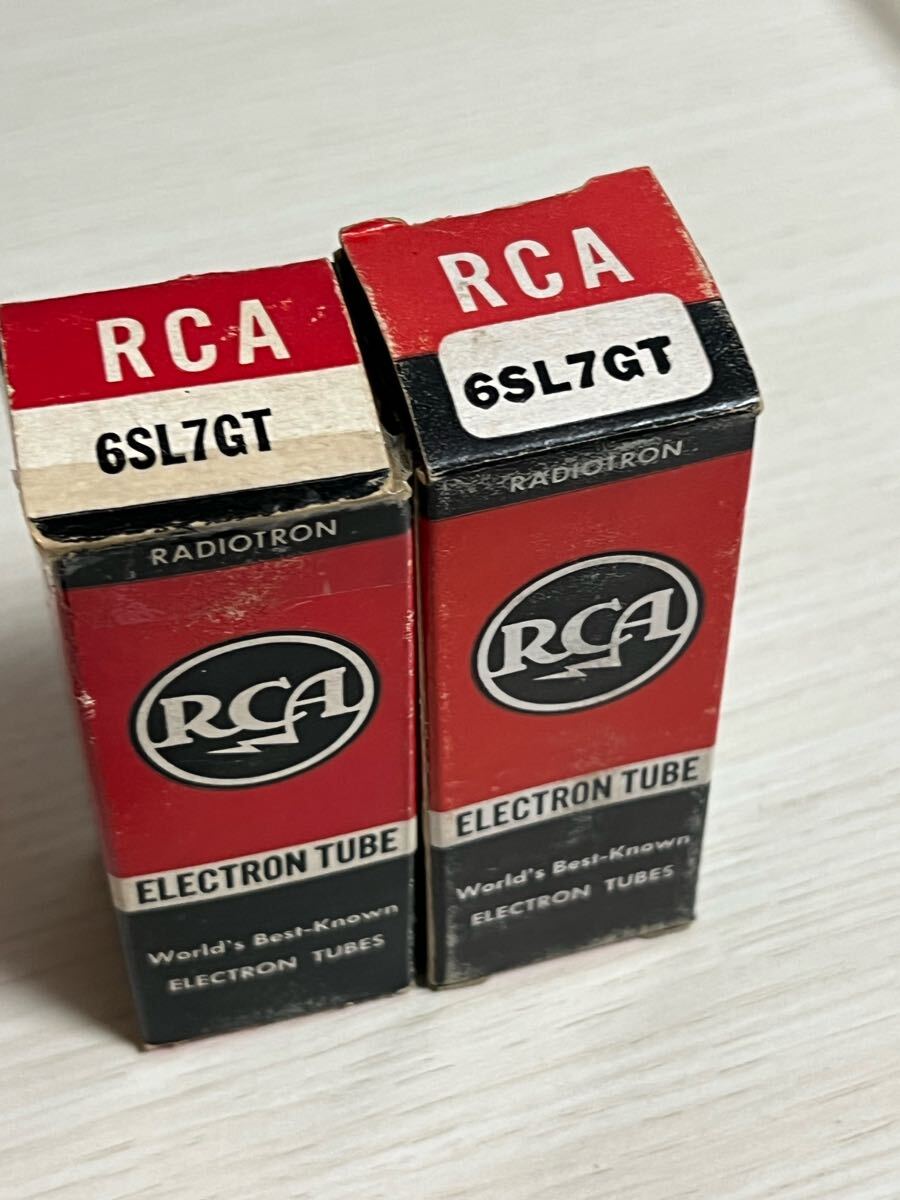 RCA
6SL7GT
RADIOTRON
RCA
ELECTRON TUBE
World's Best-Known
ELECTRON TUBES
RCA
6SL7GT
RADIOTRON
RCA
ELECTRON TUBE
World's Best-Known
ELECTRON TUBES